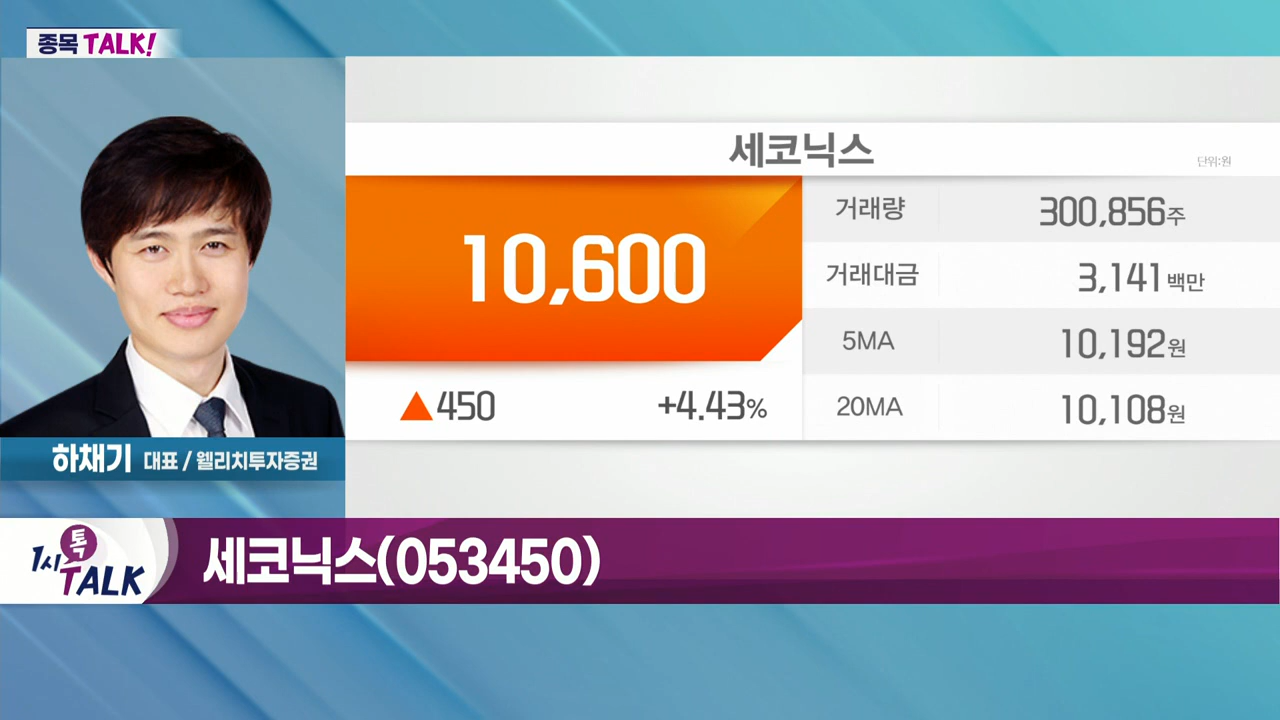 종목 TALK!
세코닉스
단위:원
10,600
▲450 +4.43%
거래량 300,856주
거래대금 3,141백만
5MA 10,192원
20MA 10,108원
하채기 대표 / 웰리치투자증권
1시 톡 TALK
세코닉스(053450)